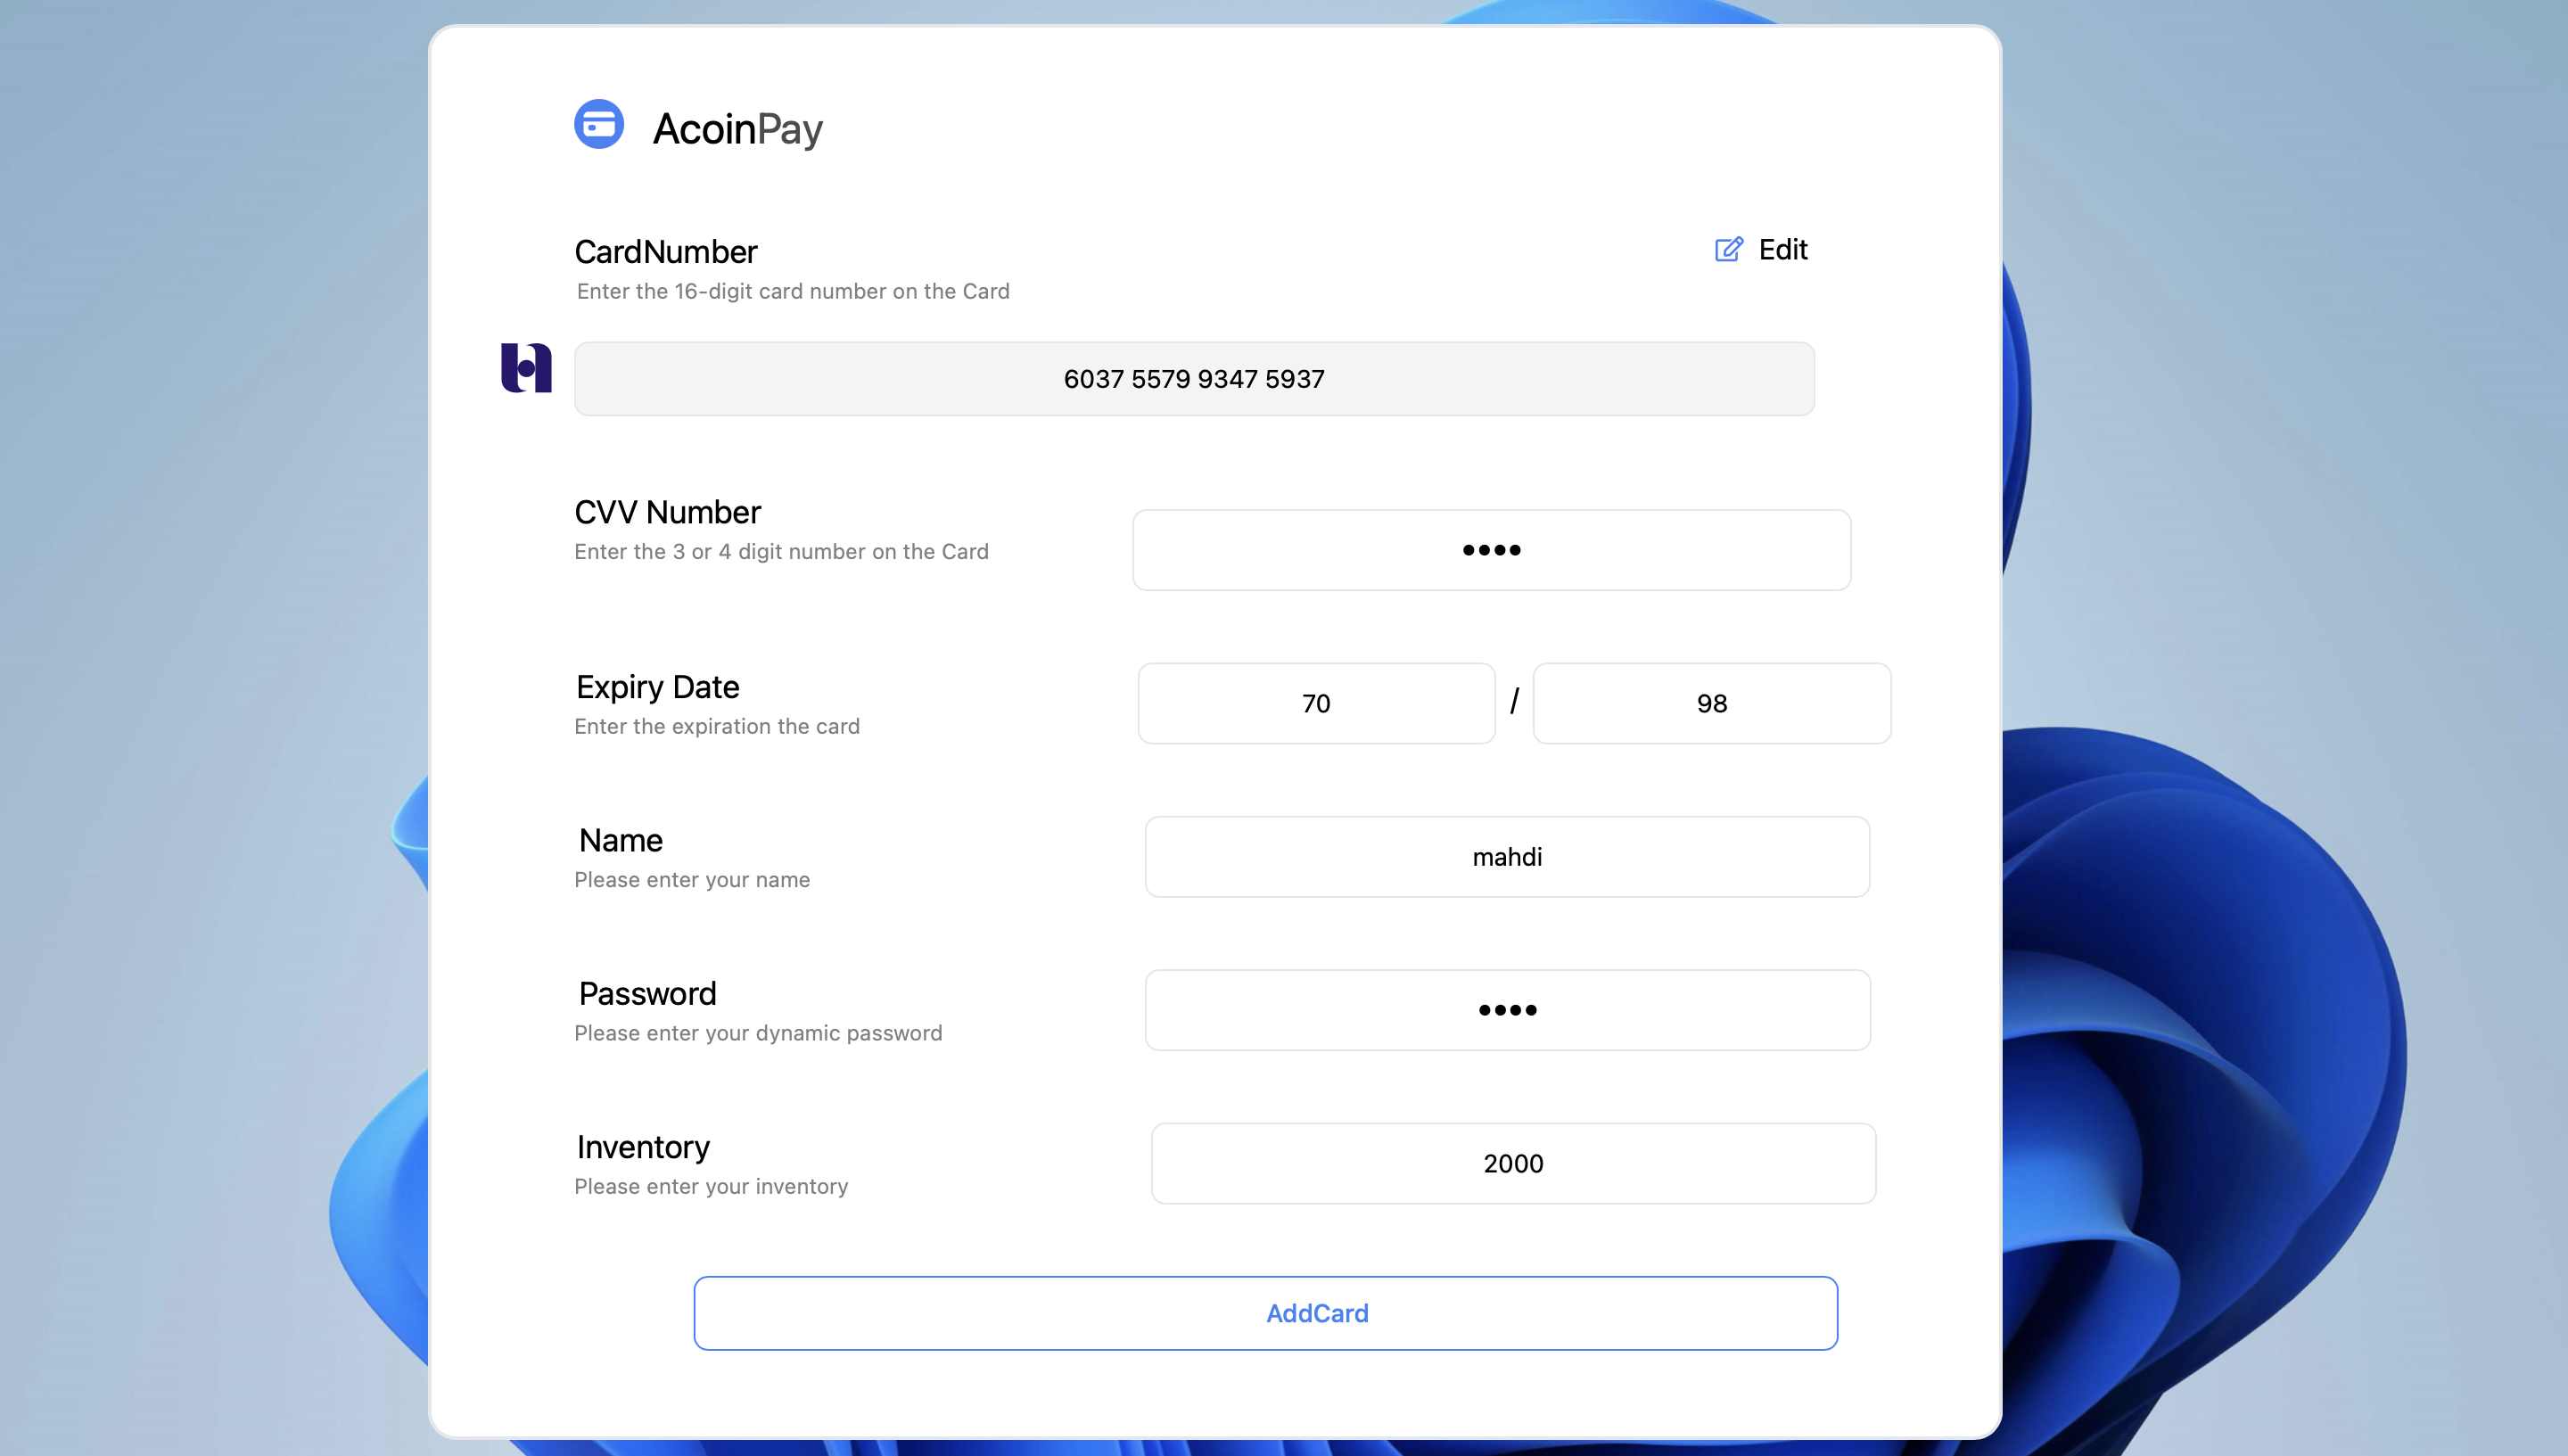 AcoinPay
CardNumber
Edit
Enter the 16-digit card number on the Card
6037 5579 9347 5937
CVV Number
Enter the 3 or 4 digit number on the Card
••••
Expiry Date
Enter the expiration the card
70 / 98
Name
Please enter your name
mahdi
Password
Please enter your dynamic password
••••
Inventory
Please enter your inventory
2000
AddCard